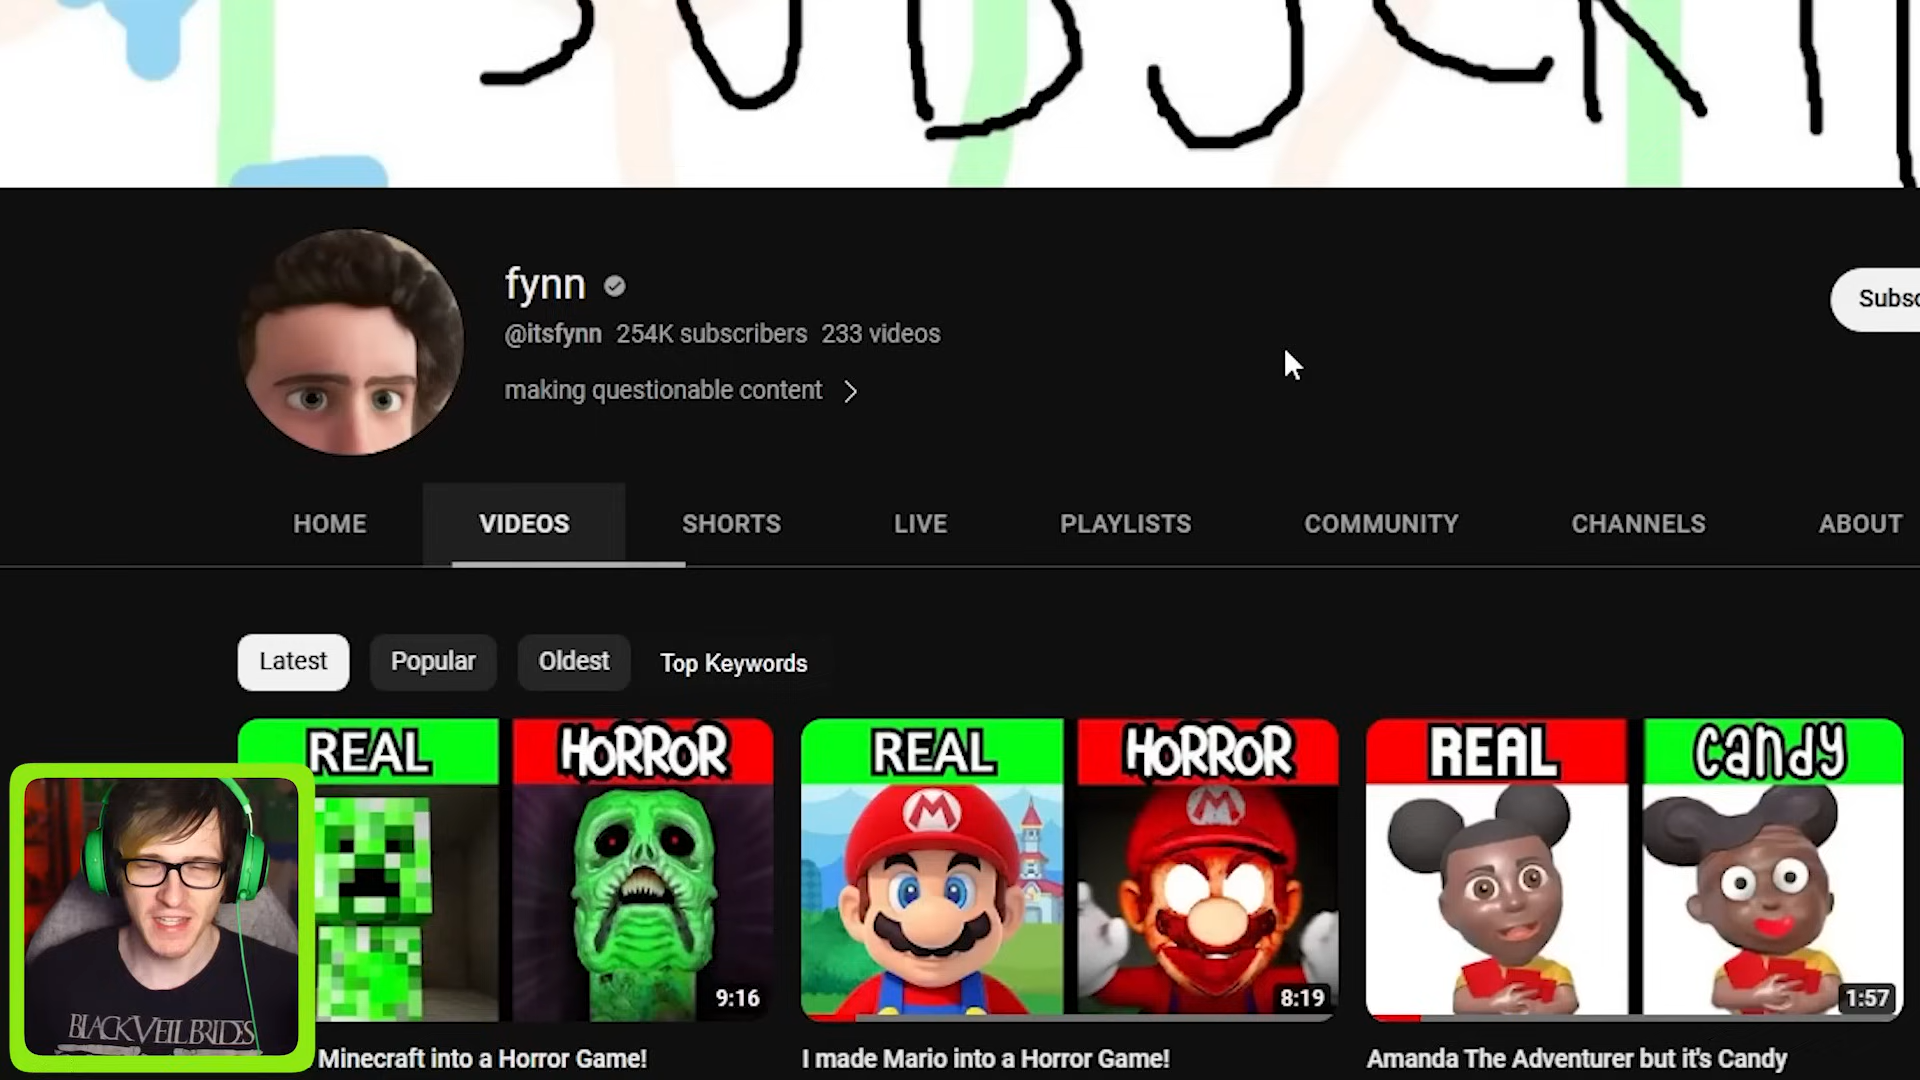 SUBSCRI
fynn
@itsfynn 254K subscribers 233 videos
Subsc
making questionable content
HOME VIDEOS SHORTS LIVE PLAYLISTS COMMUNITY CHANNELS ABOUT
Latest Popular Oldest Top Keywords
REAL HORROR
9:16
REAL HORROR
M M
8:19
REAL candy
1:57
BLACK VEIL BRIDES
Minecraft into a Horror Game!
I made Mario into a Horror Game!
Amanda The Adventurer but it's Candy